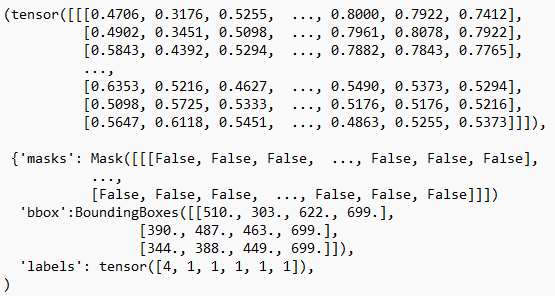 (tensor([[[0.4706, 0.3176, 0.5255,  ..., 0.8000, 0.7922, 0.7412],
[0.4902, 0.3451, 0.5098,  ..., 0.7961, 0.8078, 0.7922],
[0.5843, 0.4392, 0.5294,  ..., 0.7882, 0.7843, 0.7765],
...,
[0.6353, 0.5216, 0.4627,  ..., 0.5490, 0.5373, 0.5294],
[0.5098, 0.5725, 0.5333,  ..., 0.5176, 0.5176, 0.5216],
[0.5647, 0.6118, 0.5451,  ..., 0.4863, 0.5255, 0.5373]]]),
{'masks': Mask([[[False, False, False,  ..., False, False, False],
...,
[False, False, False,  ..., False, False, False]]])
'bbox':BoundingBoxes([[510., 303., 622., 699.],
[390., 487., 463., 699.],
[344., 388., 449., 699.]]),
'labels': tensor([4, 1, 1, 1, 1, 1]),
)